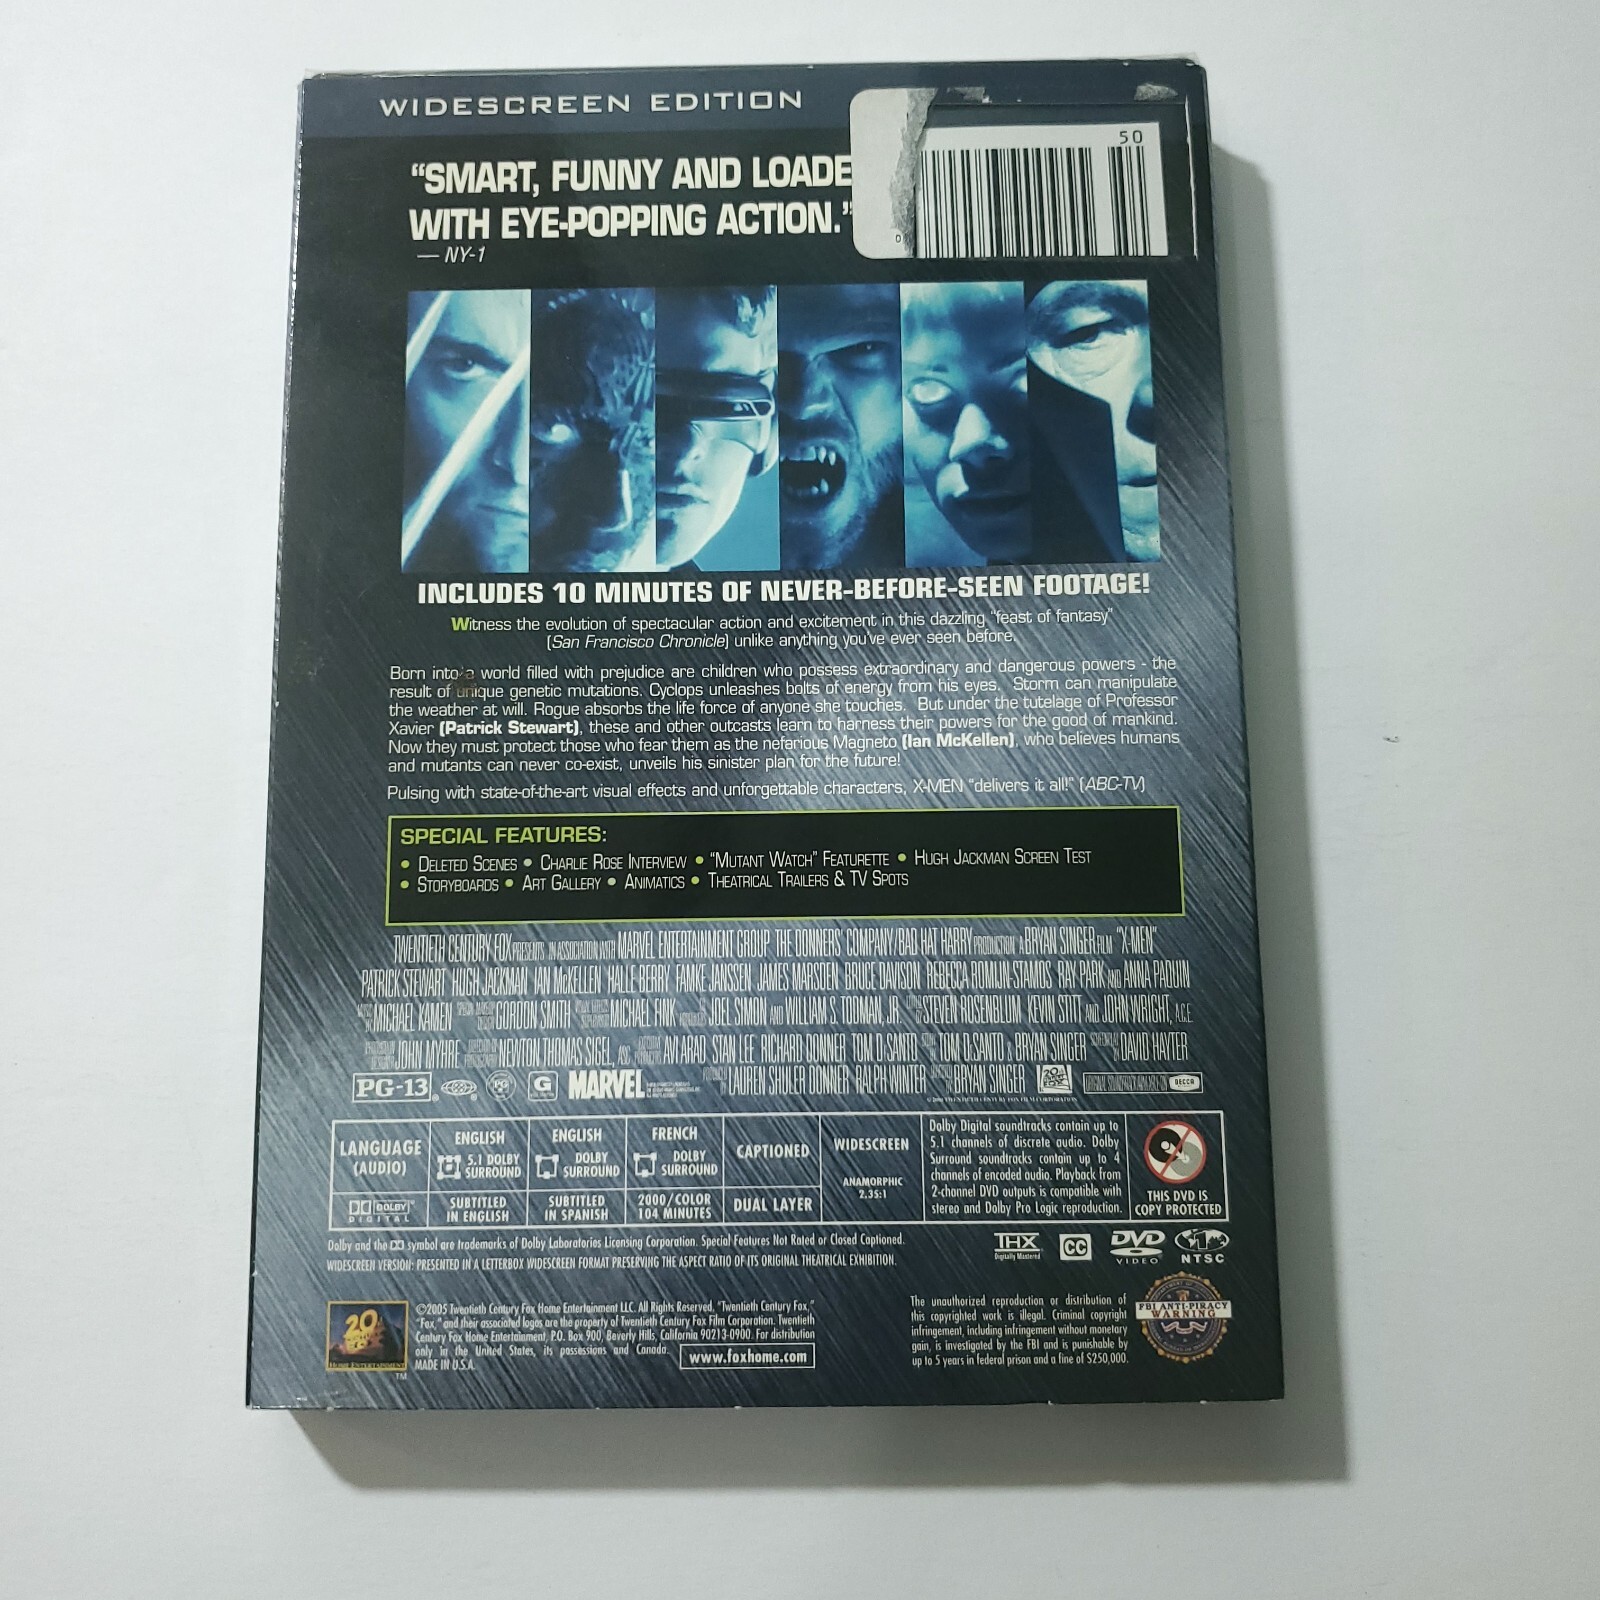 WIDESCREEN EDITION
50
"SMART, FUNNY AND LOADE
WITH EYE-POPPING ACTION."
— NY-1
0
INCLUDES 10 MINUTES OF NEVER-BEFORE-SEEN FOOTAGE!
Witness the evolution of spectacular action and excitement in this dazzling "feast of fantasy"
(San Francisco Chronicle) unlike anything you've ever seen before.
Born into a world filled with prejudice are children who possess extraordinary and dangerous powers - the
result of unique genetic mutations. Cyclops unleashes bolts of energy from his eyes. Storm can manipulate
the weather at will. Rogue absorbs the life force of anyone she touches. But under the tutelage of Professor
Xavier (Patrick Stewart), these and other outcasts learn to harness their powers for the good of mankind.
Now they must protect those who fear them as the nefarious Magneto (Ian McKellen), who believes humans
and mutants can never co-exist, unveils his sinister plan for the future!
Pulsing with state-of-the-art visual effects and unforgettable characters, X-MEN "delivers it all!" (ABC-TV)
SPECIAL FEATURES:
• DELETED SCENES • CHARLIE ROSE INTERVIEW • "MUTANT WATCH" FEATURETTE • HUGH JACKMAN SCREEN TEST
• STORYBOARDS • ART GALLERY • ANIMATICS • THEATRICAL TRAILERS & TV SPOTS
TWENTIETH CENTURY FOX PRESENTS IN ASSOCIATION WITH MARVEL ENTERTAINMENT GROUP THE DONNERS' COMPANY/BAD HAT HARRY PRODUCTION A BRYAN SINGER FILM "X-MEN"
PATRICK STEWART HUGH JACKMAN IAN McKELLEN HALLE BERRY FAMKE JANSSEN JAMES MARSDEN BRUCE DAVISON REBECCA ROMIJN-STAMOS RAY PARK AND ANNA PAQUIN
MICHAEL KAMEN GORDON SMITH MICHAEL FINK JOEL SIMON AND WILLIAM S. TODMAN, JR. STEVEN ROSENBLUM KEVIN STITT AND JOHN WRIGHT, A.C.E.
JOHN MYHRE NEWTON THOMAS SIGEL, ASC AVI ARAD STAN LEE RICHARD DONNER TOM DESANTO TOM DESANTO & BRYAN SINGER DAVID HAYTER
PG-13 PG G MARVEL LAUREN SHULER DONNER RALPH WINTER BRYAN SINGER ORIGINAL SOUNDTRACK AVAILABLE ON DECCA
LANGUAGE
(AUDIO)
ENGLISH
5.1 DOLBY
SURROUND
ENGLISH
DOLBY
SURROUND
FRENCH
DOLBY
SURROUND
CAPTIONED
WIDESCREEN
ANAMORPHIC
2.35:1
DOLBY
DIGITAL
SUBTITLED
IN ENGLISH
SUBTITLED
IN SPANISH
2000/COLOR
104 MINUTES
DUAL LAYER
Dolby Digital soundtracks contain up to
5.1 channels of discrete audio. Dolby
Surround soundtracks contain up to 4
channels of encoded audio. Playback from
2-channel DVD outputs is compatible with
stereo and Dolby Pro Logic reproduction.
THIS DVD IS
COPY PROTECTED
Dolby and the DD symbol are trademarks of Dolby Laboratories Licensing Corporation. Special Features Not Rated or Closed Captioned.
WIDESCREEN VERSION: PRESENTED IN A LETTERBOX WIDESCREEN FORMAT PRESERVING THE ASPECT RATIO OF ITS ORIGINAL THEATRICAL EXHIBITION.
THX
Digitally Mastered
CC
DVD
VIDEO
1
NTSC
20
HOME ENTERTAINMENT
TM
©2005 Twentieth Century Fox Home Entertainment LLC. All Rights Reserved, "Twentieth Century Fox,"
"Fox," and their associated logos are the property of Twentieth Century Fox Film Corporation. Twentieth
Century Fox Home Entertainment, P.O. Box 900, Beverly Hills, California 90213-0900. For distribution
only in the United States, its possessions and Canada.
MADE IN U.S.A.
www.foxhome.com
The unauthorized reproduction or distribution of
this copyrighted work is illegal. Criminal copyright
infringement, including infringement without monetary
gain, is investigated by the FBI and is punishable by
up to 5 years in federal prison and a fine of $250,000.
FBI ANTI-PIRACY
WARNING